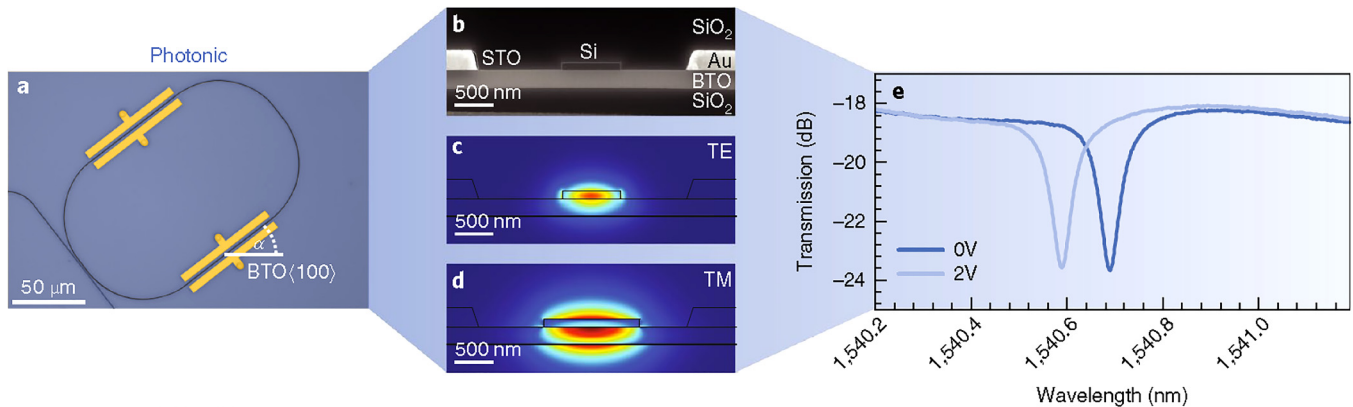 Photonic
a
α
BTO⟨100⟩
50 μm
b
SiO₂
Si
STO
Au
BTO
500 nm
SiO₂
c
TE
500 nm
d
TM
500 nm
e
Transmission (dB)
–18
–20
–22
–24
0V
2V
1,540.2
1,540.4
1,540.6
1,540.8
1,541.0
Wavelength (nm)